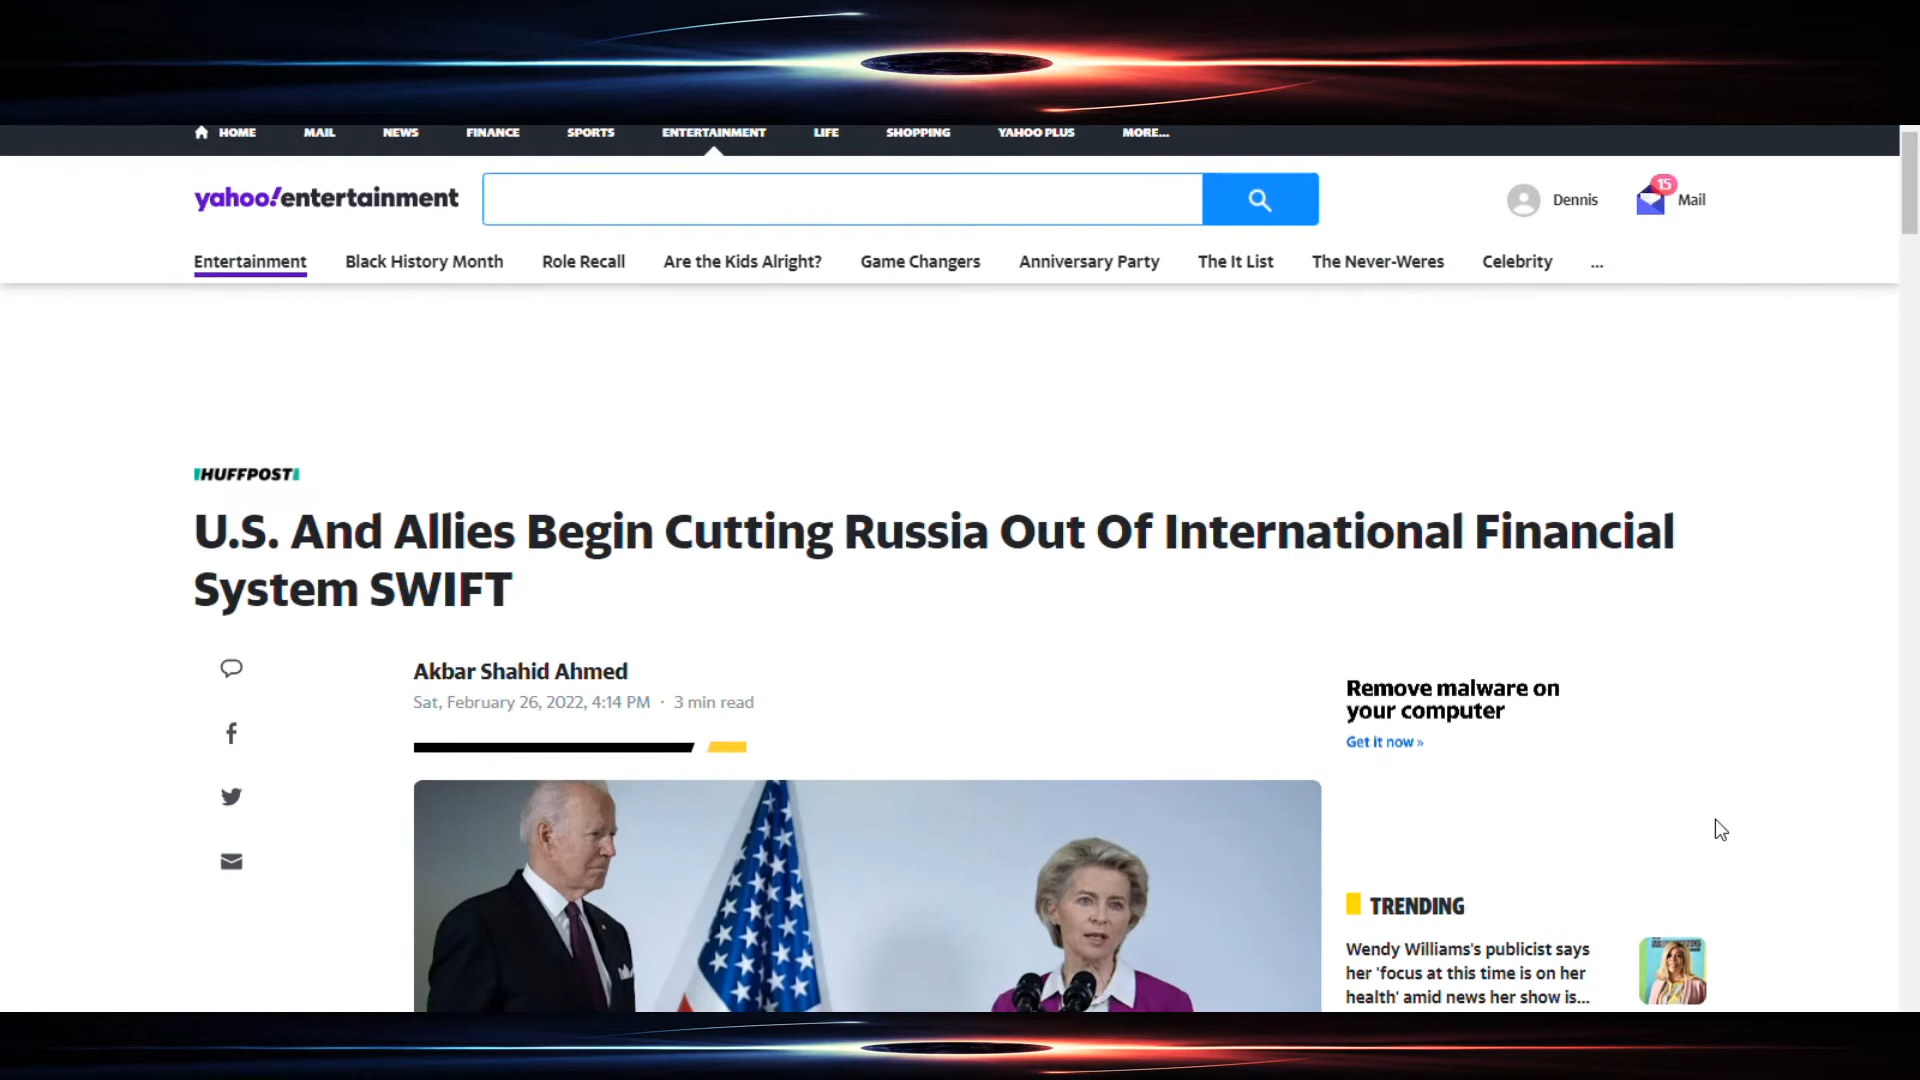 HOME MAIL NEWS FINANCE SPORTS ENTERTAINMENT LIFE SHOPPING YAHOO PLUS MORE...
yahoo!entertainment
Dennis
15
Mail
Entertainment Black History Month Role Recall Are the Kids Alright? Game Changers Anniversary Party The It List The Never-Weres Celebrity ...
HUFFPOST
U.S. And Allies Begin Cutting Russia Out Of International Financial
System SWIFT
Akbar Shahid Ahmed
Sat, February 26, 2022, 4:14 PM · 3 min read
Remove malware on
your computer
Get it now »
TRENDING
Wendy Williams's publicist says
her 'focus at this time is on her
health' amid news her show is...